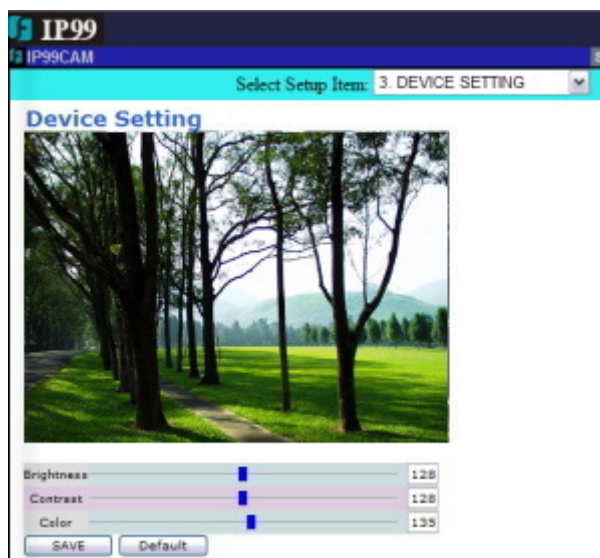 IP99
IP99CAM
Select Setup Item: 3. DEVICE SETTING
Device Setting
Brightness 128
Contrast 128
Color 135
SAVE Default